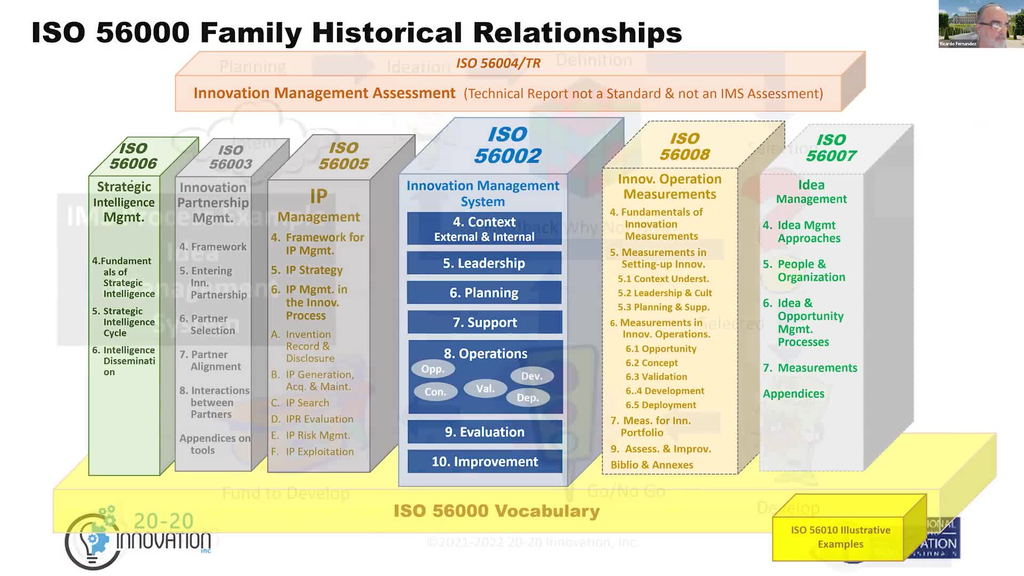 ISO 56000 Family Historical Relationships
Ricardo Fernandez
Planning
Ideation
Definition
ISO 56004/TR
Innovation Management Assessment (Technical Report not a Standard & not an IMS Assessment)
ISO
56006
Strategic
Intelligence
Mgmt.
4.Fundament
als of
Strategic
Intelligence
5. Strategic
Intelligence
Cycle
6. Intelligence
Disseminati
on
ISO
56003
Innovation
Partnership
Mgmt.
4. Framework
5. Entering
Inn.
Partnership
6. Partner
Selection
7. Partner
Alignment
8. Interactions
between
Partners
Appendices on
tools
ISO
56005
IP
Management
4. Framework for
IP Mgmt.
5. IP Strategy
6. IP Mgmt. in
the Innov.
Process
A. Invention
Record &
Disclosure
B. IP Generation,
Acq. & Maint.
C. IP Search
D. IPR Evaluation
E. IP Risk Mgmt.
F. IP Exploitation
ISO
56002
Innovation Management
System
4. Context
External & Internal
5. Leadership
6. Planning
7. Support
8. Operations
Opp.
Con.
Val.
Dev.
Dep.
9. Evaluation
10. Improvement
ISO
56008
Innov. Operation
Measurements
4. Fundamentals of
Innovation
Measurements
5. Measurements in
Setting-up Innov.
5.1 Context Underst.
5.2 Leadership & Cult
5.3 Planning & Supp.
6. Measurements in
Innov. Operations.
6.1 Opportunity
6.2 Concept
6.3 Validation
6..4 Development
6.5 Deployment
7. Meas. for Inn.
Portfolio
9. Assess. & Improv.
Biblio & Annexes
ISO
56007
Idea
Management
4. Idea Mgmt
Approaches
5. People &
Organization
6. Idea &
Opportunity
Mgmt.
Processes
7. Measurements
Appendices
Fund to Develop
Go/No Go
Develop
ISO 56000 Vocabulary
ISO 56010 Illustrative
Examples
20-20
INNOVATION
INC
©2021-2022 20-20 Innovation, Inc.